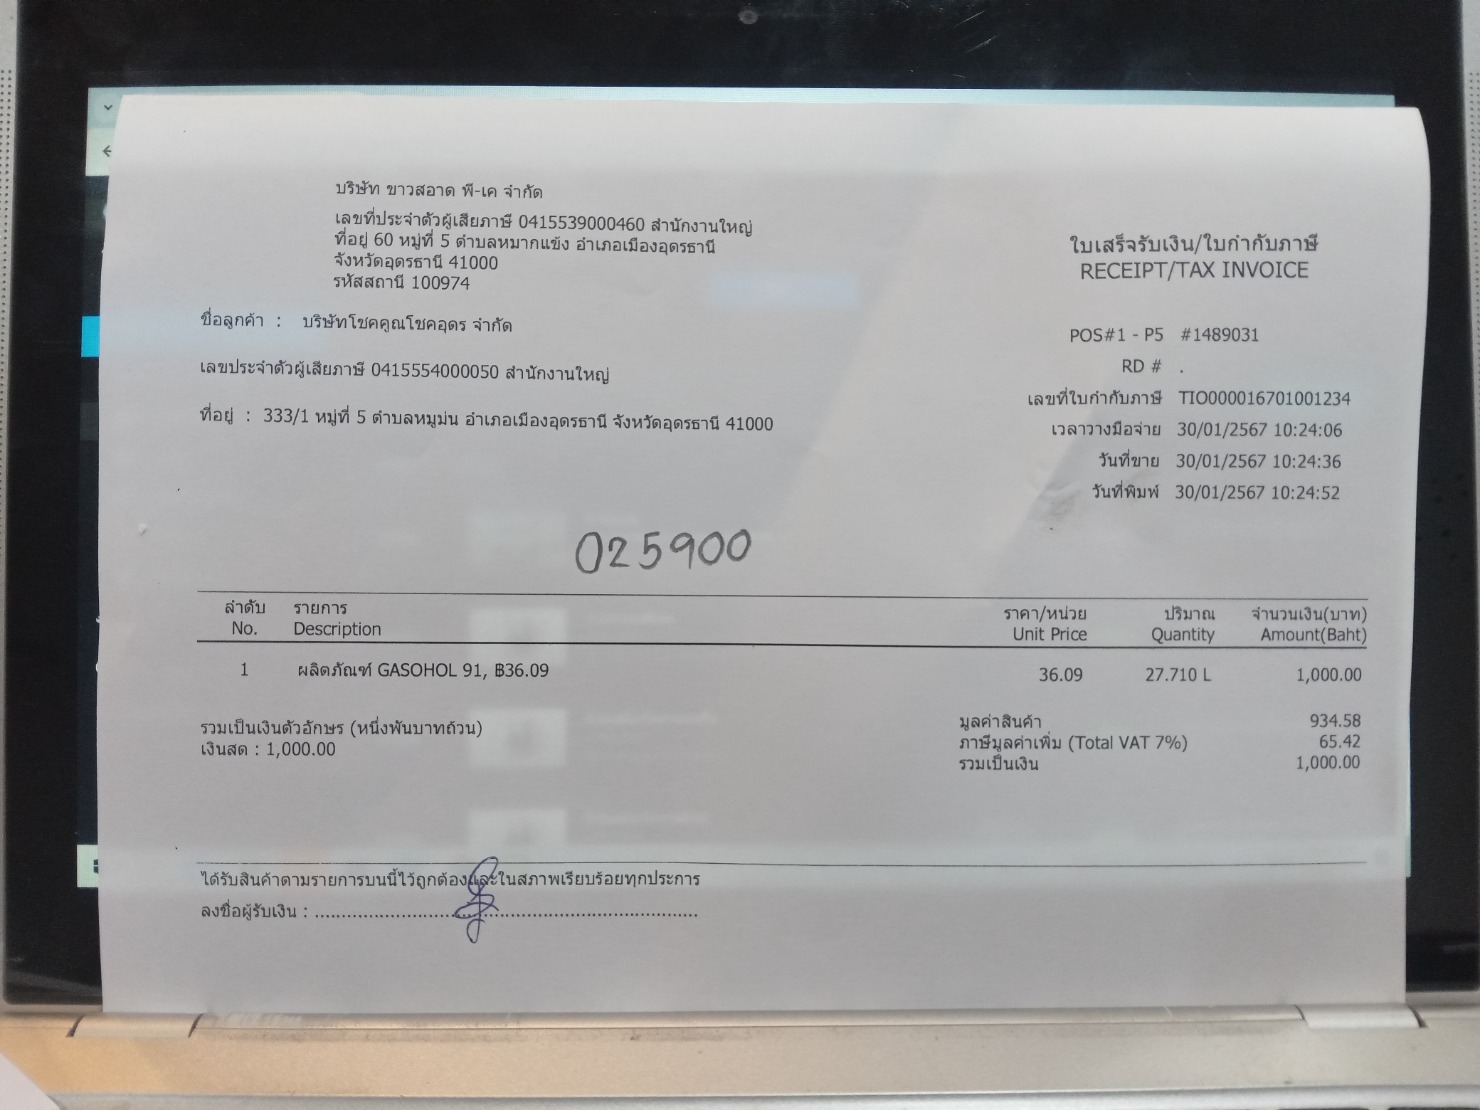 บริษัท ขาวสอาด พี-เค จำกัด
เลขที่ประจำตัวผู้เสียภาษี 0415539000460 สำนักงานใหญ่
ที่อยู่ 60 หมู่ที่ 5 ตำบลหมากแข้ง อำเภอเมืองอุดรธานี
จังหวัดอุดรธานี 41000
รหัสสถานี 100974
ใบเสร็จรับเงิน/ใบกำกับภาษี
RECEIPT/TAX INVOICE
ชื่อลูกค้า : บริษัทโชคคูณโชคอุดร จำกัด
เลขประจำตัวผู้เสียภาษี 0415554000050 สำนักงานใหญ่
ที่อยู่ : 333/1 หมู่ที่ 5 ตำบลหมูม่น อำเภอเมืองอุดรธานี จังหวัดอุดรธานี 41000
POS#1 - P5 #1489031
RD # .
เลขที่ใบกำกับภาษี TIO000016701001234
เวลาวางมือจ่าย 30/01/2567 10:24:06
วันที่ขาย 30/01/2567 10:24:36
วันที่พิมพ์ 30/01/2567 10:24:52
025900
ลำดับ รายการ ราคา/หน่วย ปริมาณ จำนวนเงิน(บาท)
No. Description Unit Price Quantity Amount(Baht)
1 ผลิตภัณฑ์ GASOHOL 91, ฿36.09 36.09 27.710 L 1,000.00
รวมเป็นเงินตัวอักษร (หนึ่งพันบาทถ้วน)
เงินสด : 1,000.00
มูลค่าสินค้า 934.58
ภาษีมูลค่าเพิ่ม (Total VAT 7%) 65.42
รวมเป็นเงิน 1,000.00
ได้รับสินค้าตามรายการบนนี้ไว้ถูกต้องและในสภาพเรียบร้อยทุกประการ
ลงชื่อผู้รับเงิน : ........................................................................